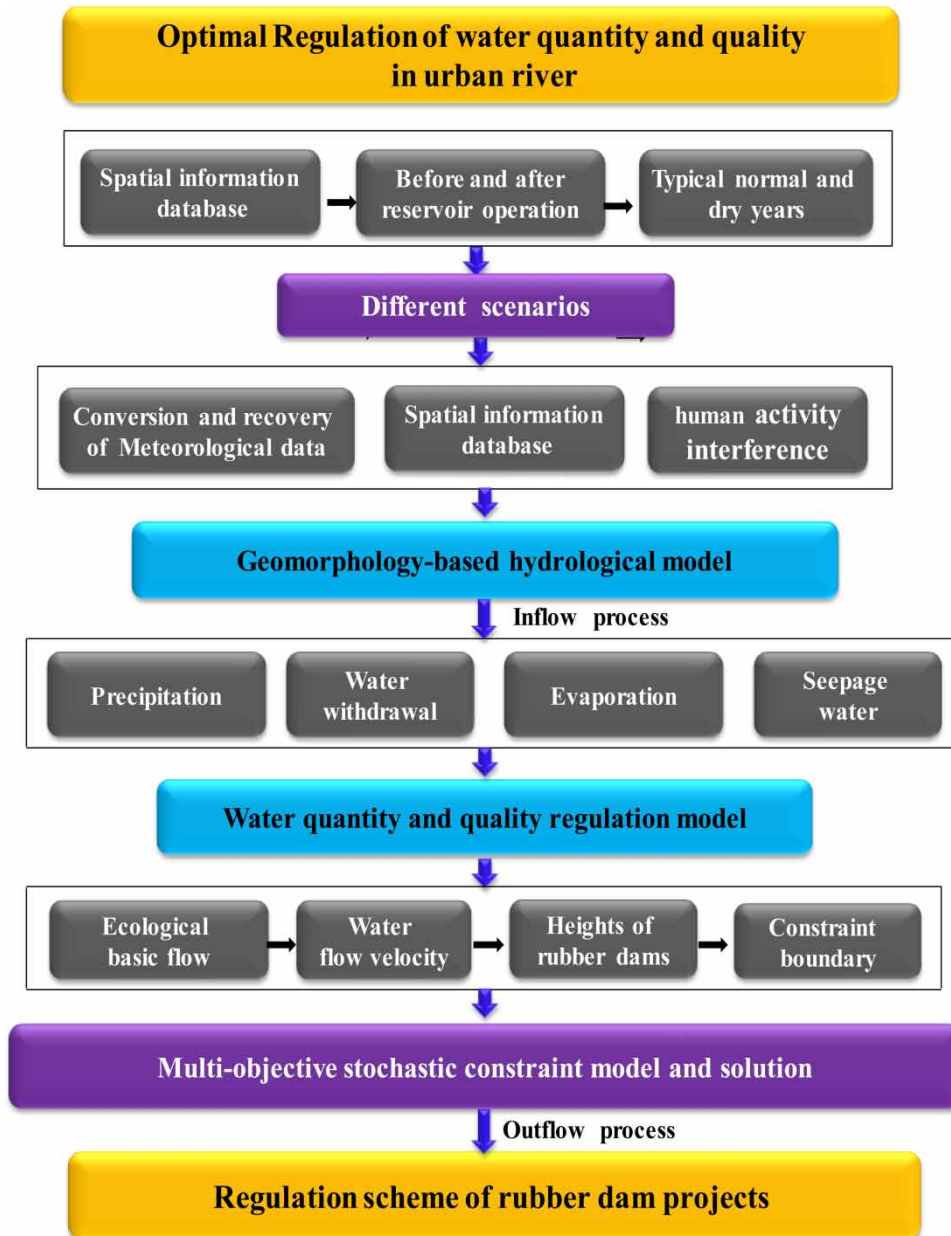 Optimal Regulation of water quantity and quality
in urban river
Spatial information
database
Before and after
reservoir operation
Typical normal and
dry years
Different scenarios
Conversion and recovery
of Meteorological data
Spatial information
database
human activity
interference
Geomorphology-based hydrological model
Inflow process
Precipitation
Water
withdrawal
Evaporation
Seepage
water
Water quantity and quality regulation model
Ecological
basic flow
Water
flow velocity
Heights of
rubber dams
Constraint
boundary
Multi-objective stochastic constraint model and solution
Outflow process
Regulation scheme of rubber dam projects